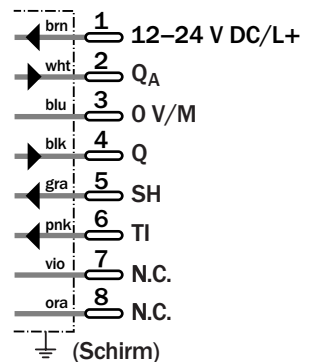 brn 1 12–24 V DC/L+
wht 2 QA
blu 3 0 V/M
blk 4 Q
gra 5 SH
pnk 6 TI
vio 7 N.C.
ora 8 N.C.
(Schirm)